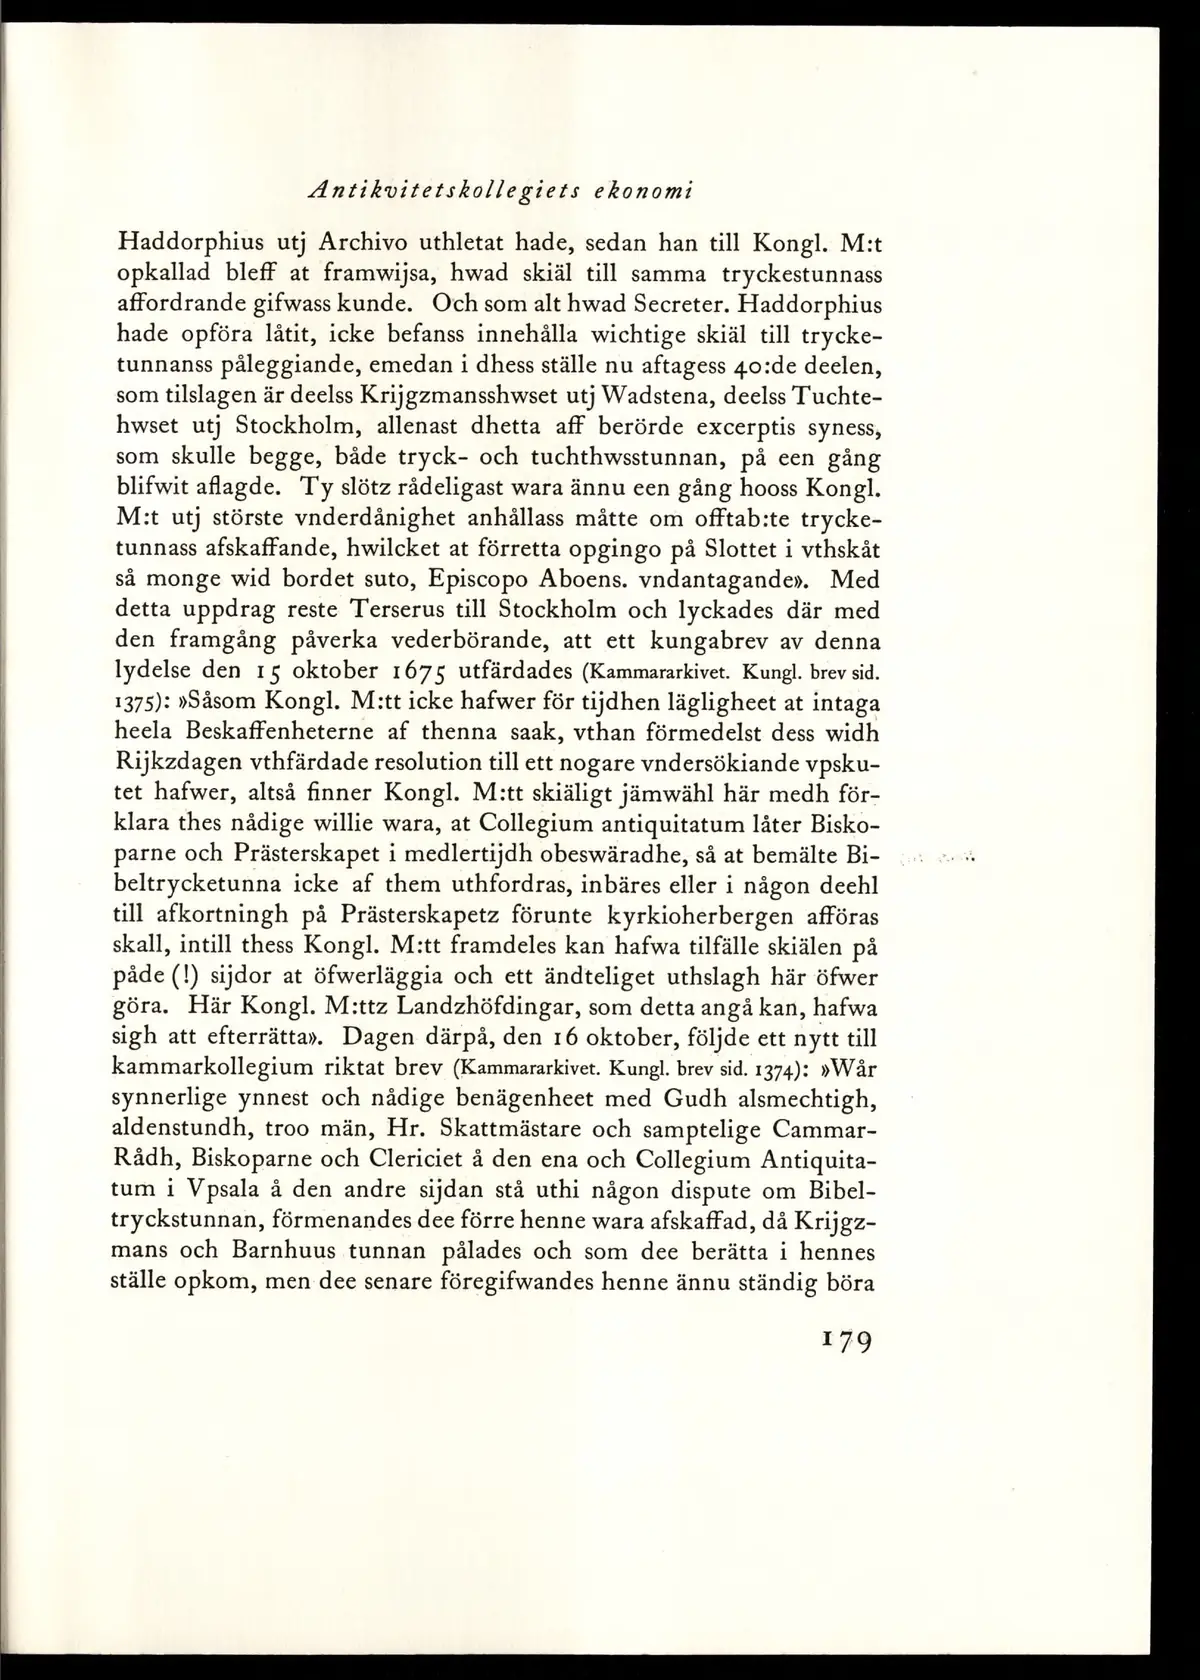 Antikvitetskollegiets ekonomi
Haddorphius utj Archivo uthletat hade, sedan han till Kongl. M:t
opkallad bleff at framwijsa, hwad skiäl till samma tryckestunnass
affordrande gifwass kunde. Och som alt hwad Secreter. Haddorphius
hade opföra låtit, icke befanss innehålla wichtige skiäl till trycke-
tunnanss påleggiande, emedan i dhess ställe nu aftagess 40:de deelen,
som tilslagen är deelss Krijgzmansshwset utj Wadstena, deelss Tuchte-
hwset utj Stockholm, allenast dhetta aff berörde excerptis syness,
som skulle begge, både tryck- och tuchthwsstunnan, på een gång
blifwit aflagde. Ty slötz rådeligast wara ännu een gång hooss Kongl.
M:t utj störste vnderdånighet anhållass måtte om offtab:te trycke-
tunnass afskaffande, hwilcket at förretta opgingo på Slottet i vthskåt
så monge wid bordet suto, Episcopo Aboens. vndantagande». Med
detta uppdrag reste Terserus till Stockholm och lyckades där med
den framgång påverka vederbörande, att ett kungabrev av denna
lydelse den 15 oktober 1675 utfärdades (Kammararkivet. Kungl. brev sid.
1375): »Såsom Kongl. M:tt icke hafwer för tijdhen lägligheet at intaga
heela Beskaffenheterne af thenna saak, vthan förmedelst dess widh
Rijkzdagen vthfärdade resolution till ett nogare vndersökiande vpsku-
tet hafwer, altså finner Kongl. M:tt skiäligt jämwähl här medh för-
klara thes nådige willie wara, at Collegium antiquitatum låter Bisko-
parne och Prästerskapet i medlertijdh obeswäradhe, så at bemälte Bi-
beltrycketunna icke af them uthfordras, inbäres eller i någon deehl
till afkortningh på Prästerskapetz förunte kyrkioherbergen afföras
skall, intill thess Kongl. M:tt framdeles kan hafwa tilfälle skiälen på
påde (!) sijdor at öfwerläggia och ett ändteliget uthslagh här öfwer
göra. Här Kongl. M:ttz Landzhöfdingar, som detta angå kan, hafwa
sigh att efterrätta». Dagen därpå, den 16 oktober, följde ett nytt till
kammarkollegium riktat brev (Kammararkivet. Kungl. brev sid. 1374): »Wår
synnerlige ynnest och nådige benägenheet med Gudh alsmechtigh,
aldenstundh, troo män, Hr. Skattmästare och samptelige Cammar-
Rådh, Biskoparne och Clericiet å den ena och Collegium Antiquita-
tum i Vpsala å den andre sijdan stå uthi någon dispute om Bibel-
tryckstunnan, förmenandes dee förre henne wara afskaffad, då Krijgz-
mans och Barnhuus tunnan pålades och som dee berätta i hennes
ställe opkom, men dee senare föregifwandes henne ännu ständig böra
179